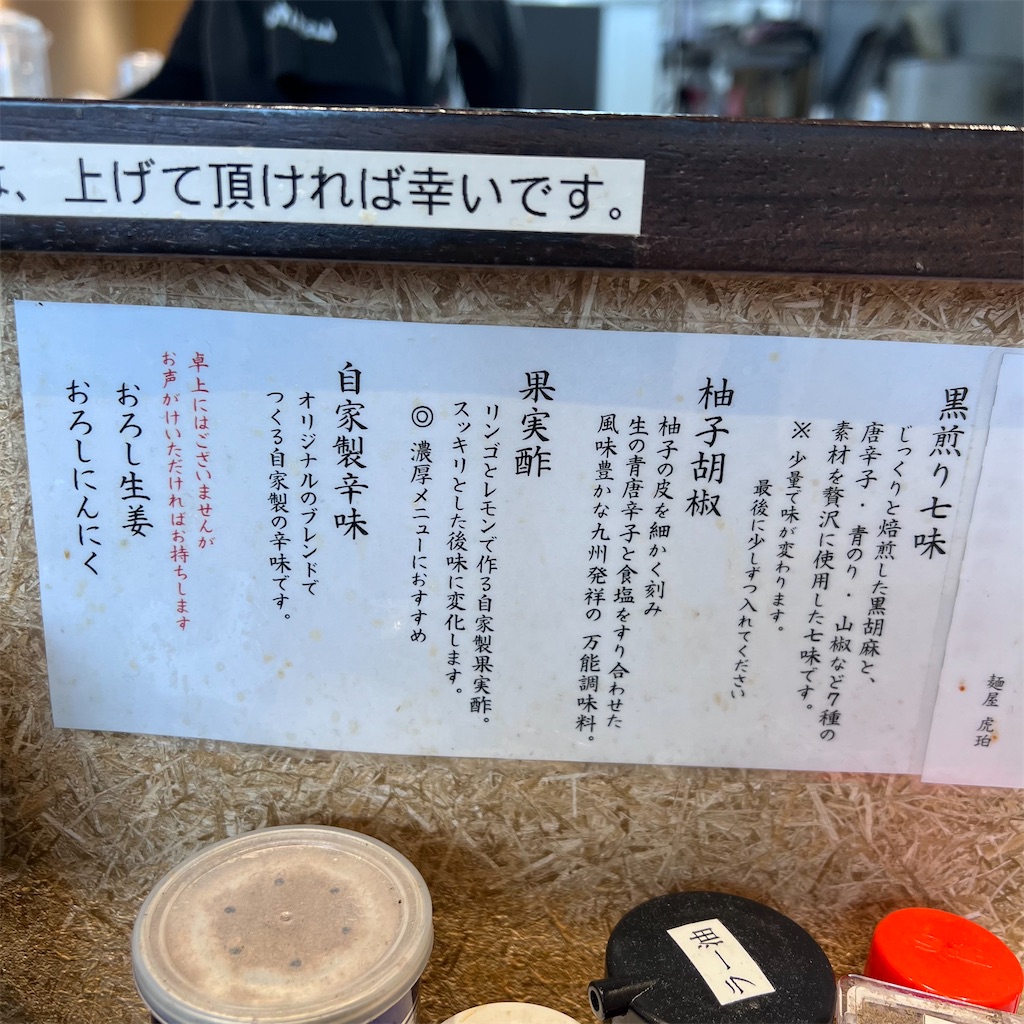 、上げて頂ければ幸いです。
麺屋 虎珀
黒煎り七味
じっくりと焙煎した黒胡麻と、
唐辛子・青のり・山椒など7種の
素材を贅沢に使用した七味です。
※少量で味が変わります。
最後に少しずつ入れてください
柚子胡椒
柚子の皮を細かく刻み
生の青唐辛子と食塩をすり合わせた
風味豊かな九州発祥の万能調味料。
果実酢
リンゴとレモンで作る自家製果実酢。
スッキリとした後味に変化します。
◎ 濃厚メニューにおすすめ
自家製辛味
オリジナルのブレンドで
つくる自家製の辛味です。
卓上にはございませんが
お声がけいただければお持ちします
おろし生姜
おろしにんにく
ラー油